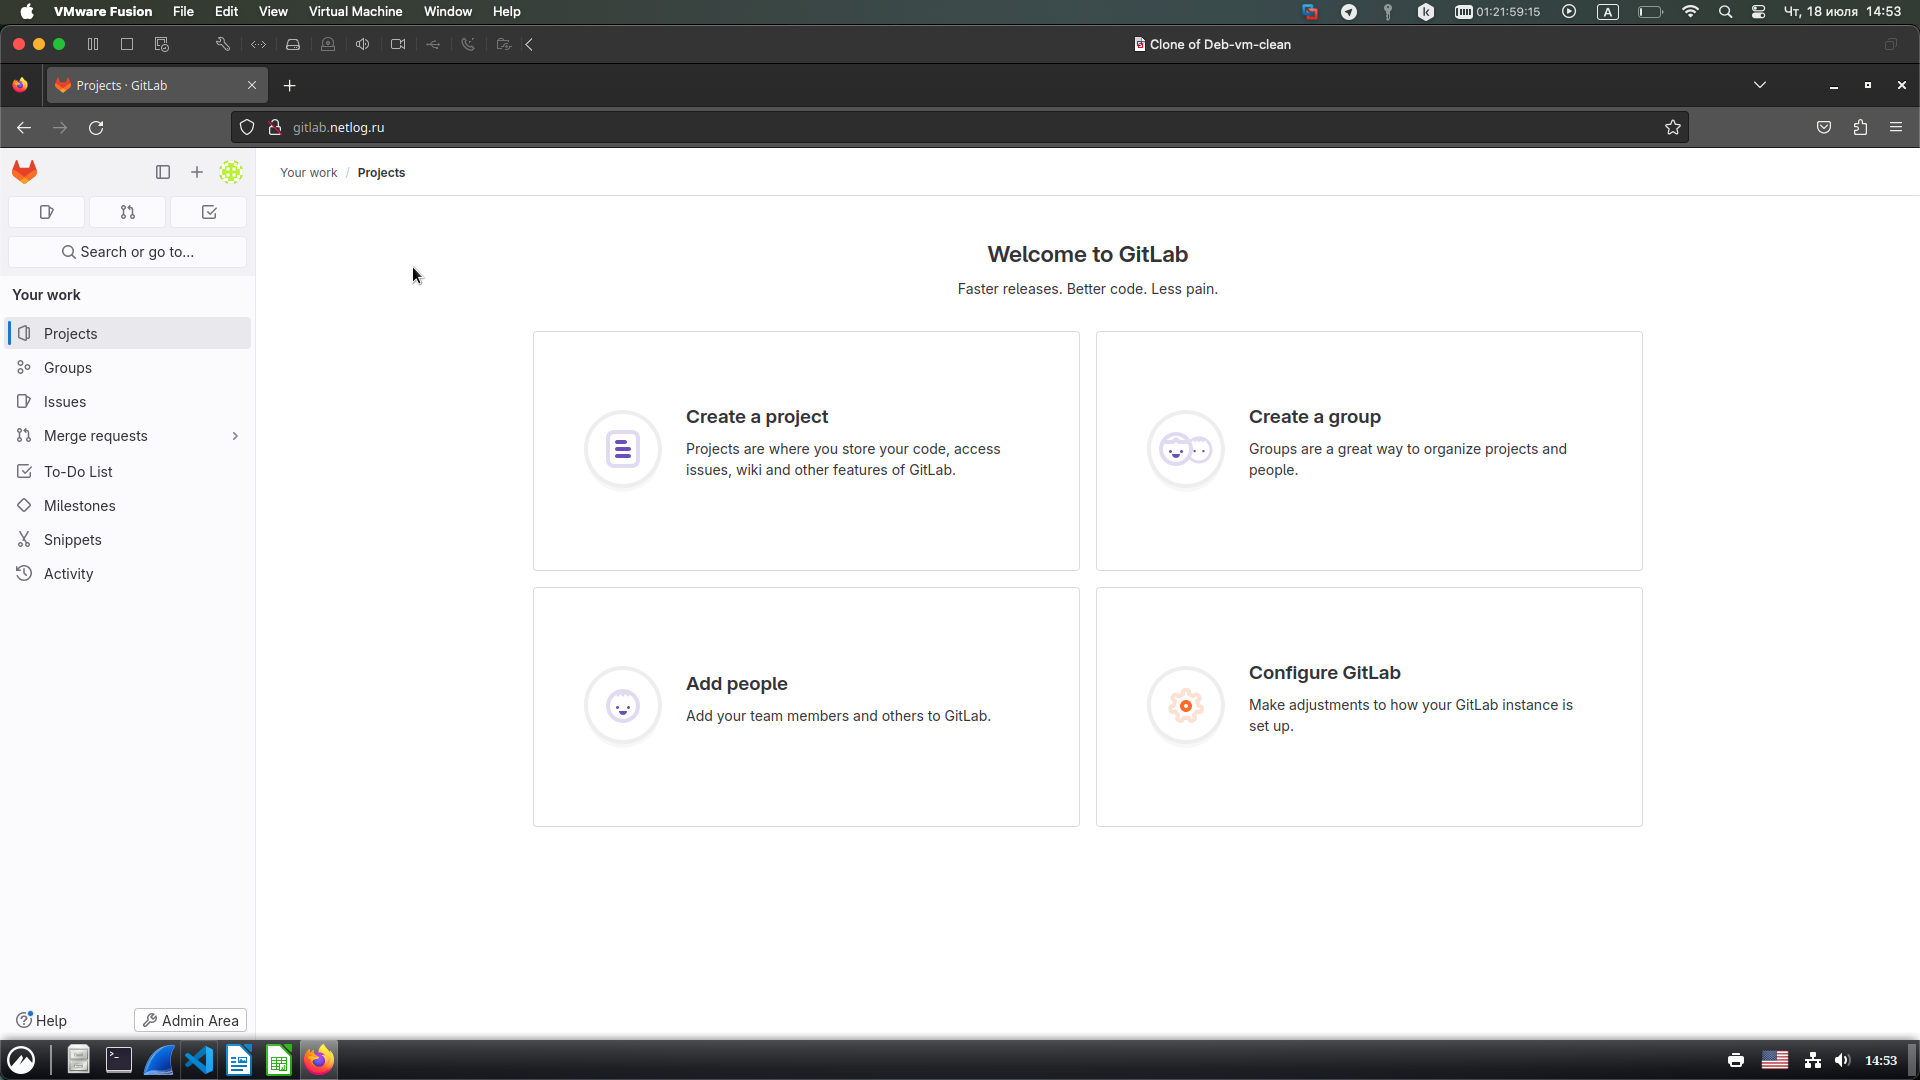 VMware Fusion File Edit View Virtual Machine Window Help 01:21:59:15 A Чт, 18 июля 14:53
Clone of Deb-vm-clean
Projects · GitLab
gitlab.netlog.ru
Your work / Projects
Search or go to...
Your work
Projects
Groups
Issues
Merge requests
To-Do List
Milestones
Snippets
Activity
Welcome to GitLab
Faster releases. Better code. Less pain.
Create a project
Projects are where you store your code, access
issues, wiki and other features of GitLab.
Create a group
Groups are a great way to organize projects and
people.
Add people
Add your team members and others to GitLab.
Configure GitLab
Make adjustments to how your GitLab instance is
set up.
Help
Admin Area
14:53